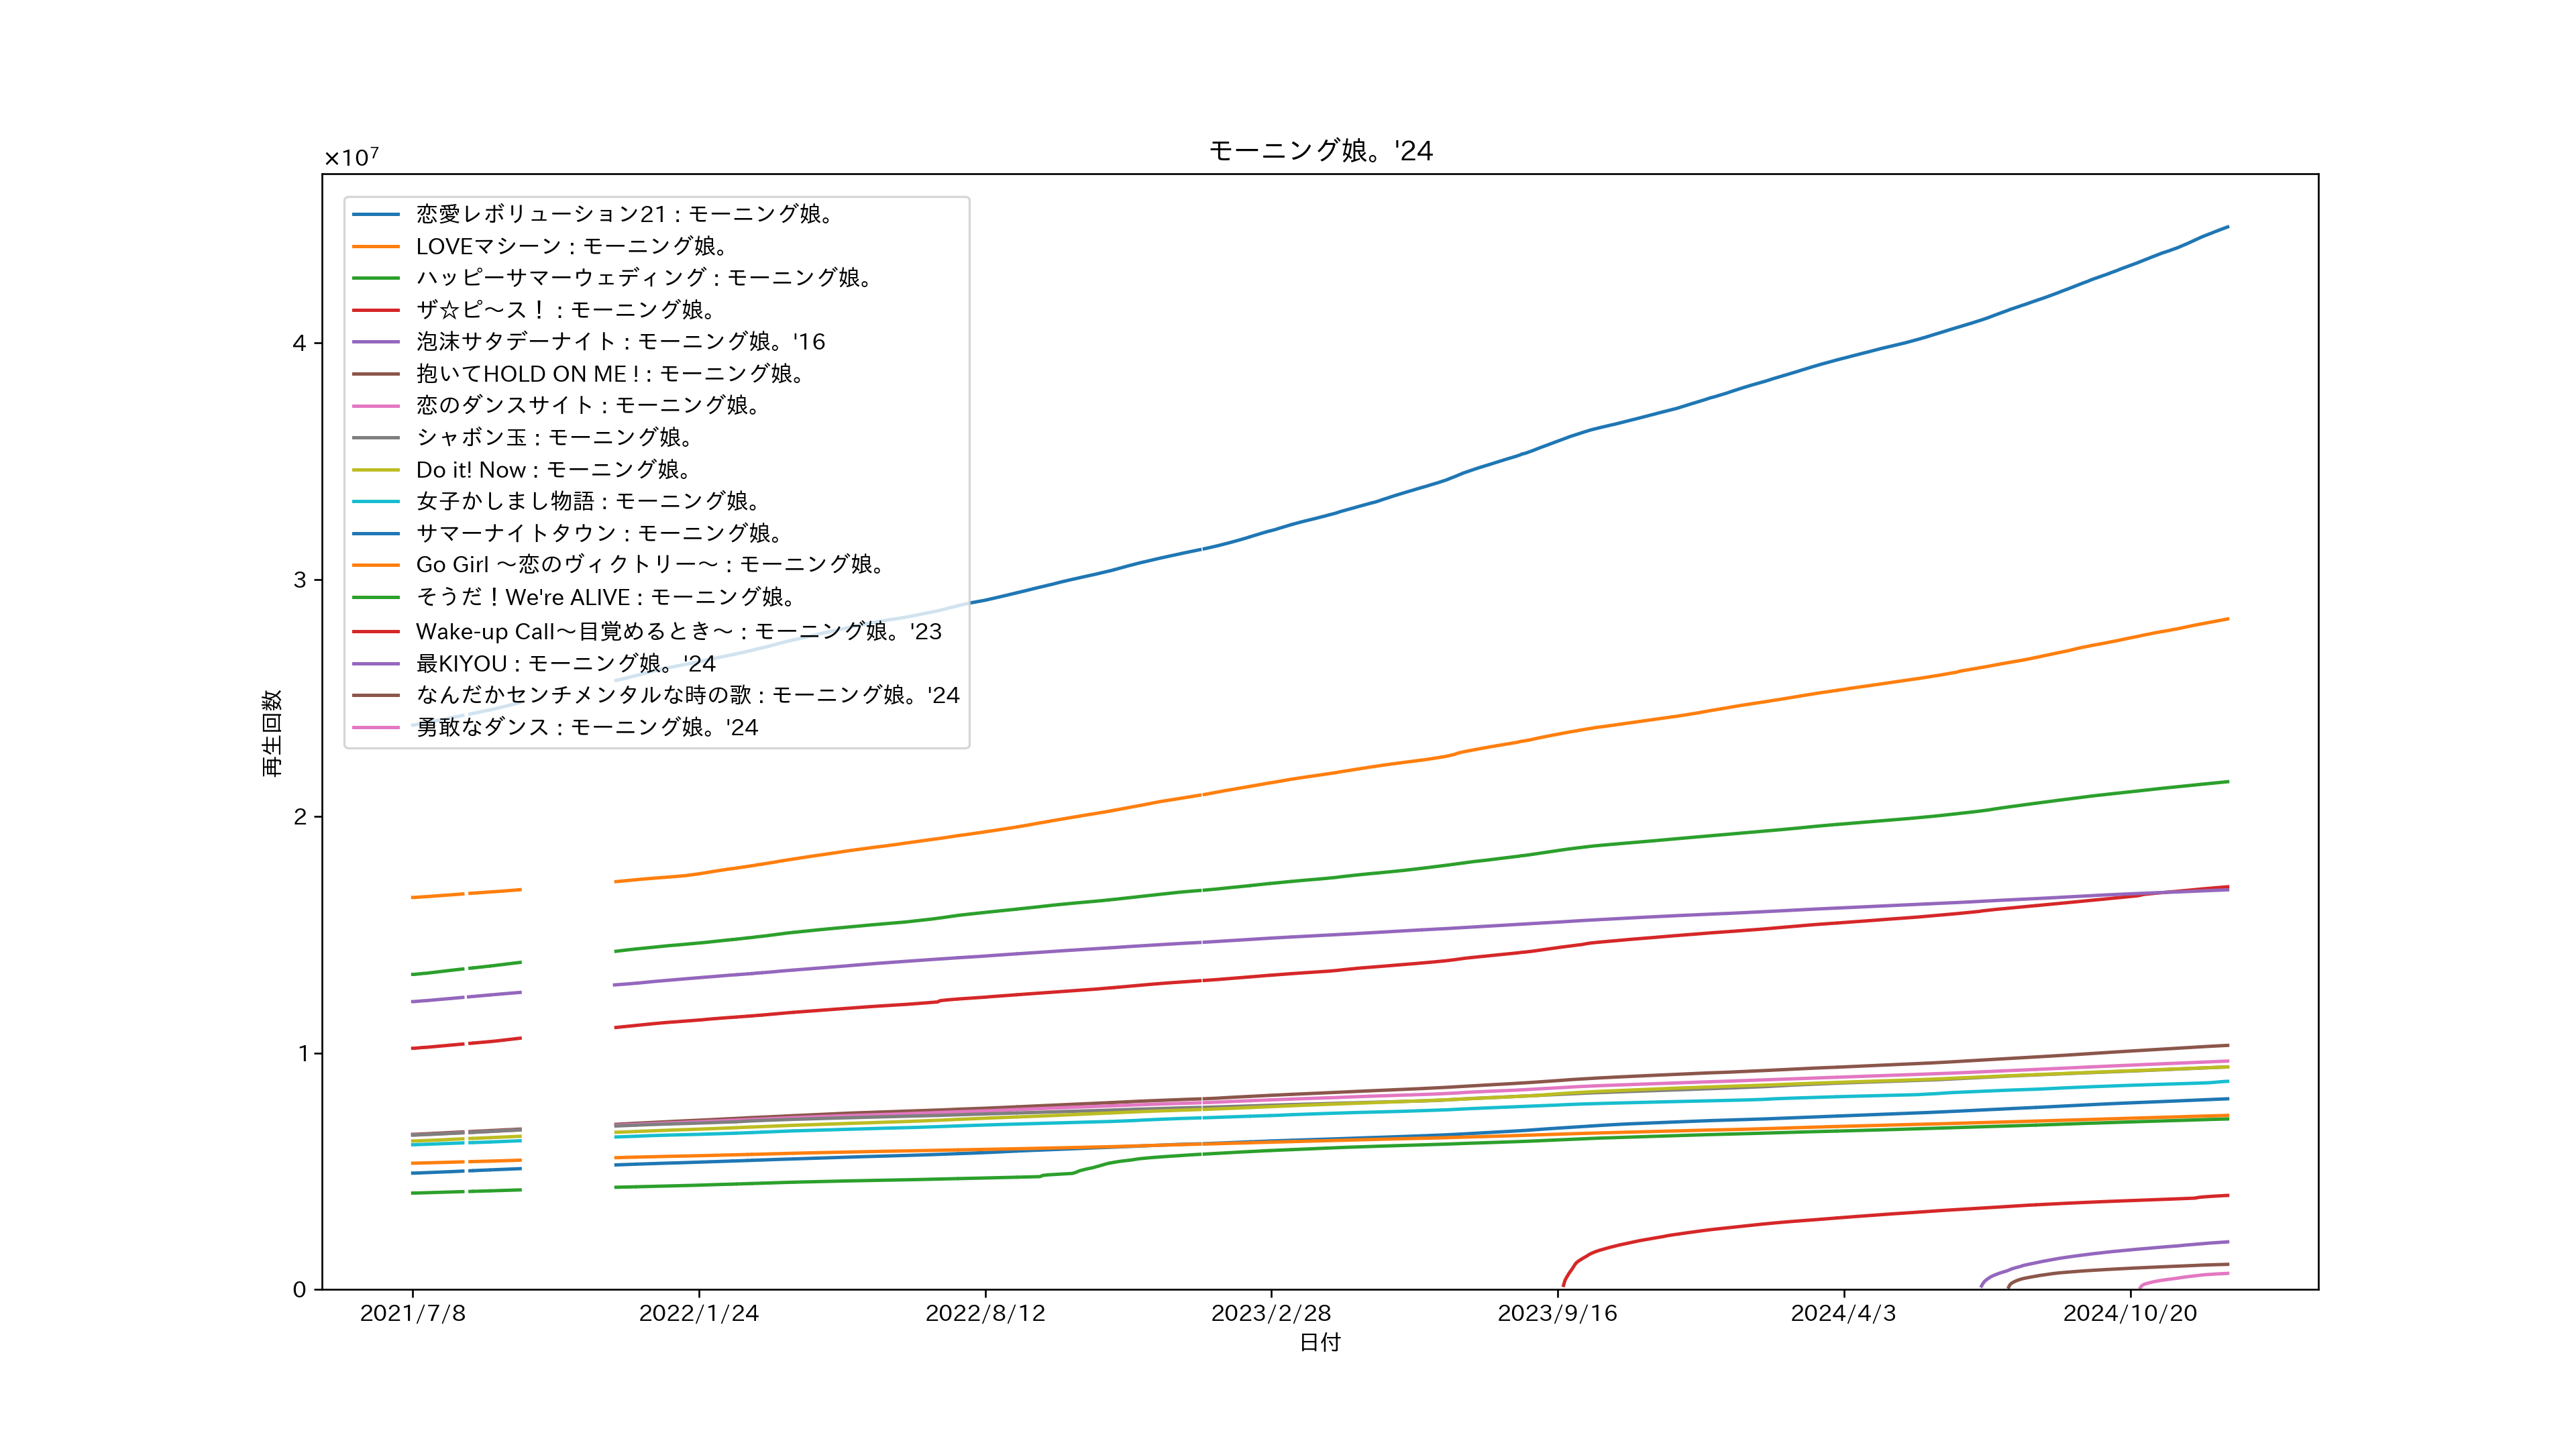 モーニング娘。'24
×10⁷
恋愛レボリューション21 : モーニング娘。
LOVEマシーン : モーニング娘。
ハッピーサマーウェディング : モーニング娘。
ザ☆ピ〜ス！ : モーニング娘。
泡沫サタデーナイト : モーニング娘。'16
抱いてHOLD ON ME ! : モーニング娘。
恋のダンスサイト : モーニング娘。
シャボン玉 : モーニング娘。
Do it! Now : モーニング娘。
女子かしまし物語 : モーニング娘。
サマーナイトタウン : モーニング娘。
Go Girl 〜恋のヴィクトリー〜 : モーニング娘。
そうだ！We're ALIVE : モーニング娘。
Wake-up Call〜目覚めるとき〜 : モーニング娘。'23
最KIYOU : モーニング娘。'24
なんだかセンチメンタルな時の歌 : モーニング娘。'24
勇敢なダンス : モーニング娘。'24
4
3
2
1
0
再生回数
2021/7/8 2022/1/24 2022/8/12 2023/2/28 2023/9/16 2024/4/3 2024/10/20
日付